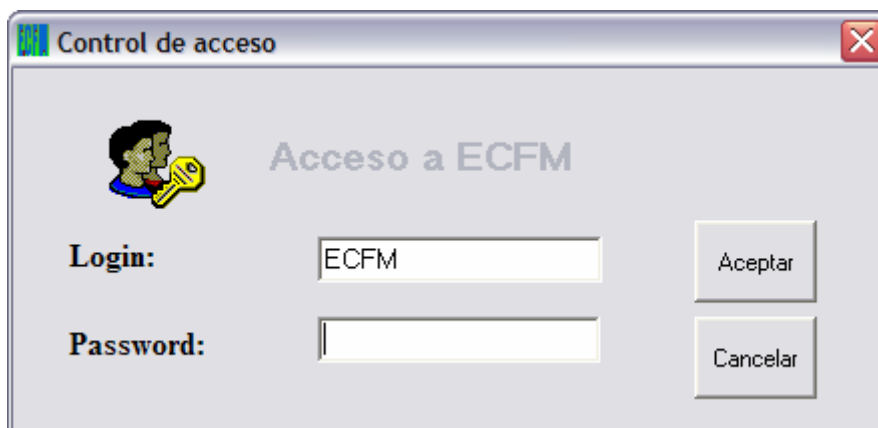 ECFM Control de acceso
Acceso a ECFM
Login: ECFM Aceptar
Password: Cancelar